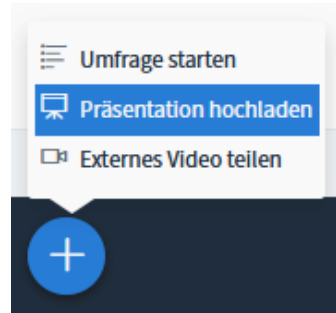 Umfrage starten
Präsentation hochladen
Externes Video teilen